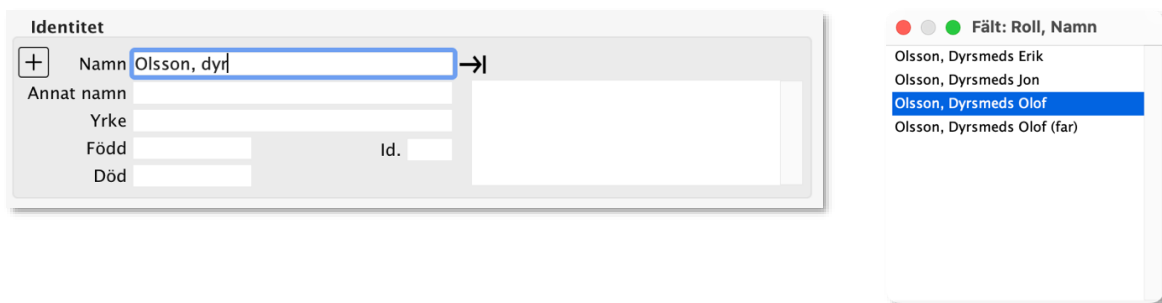 Identitet
Namn Olsson, dyr
Annat namn
Yrke
Född Id.
Död
Fält: Roll, Namn
Olsson, Dyrsmeds Erik
Olsson, Dyrsmeds Jon
Olsson, Dyrsmeds Olof
Olsson, Dyrsmeds Olof (far)